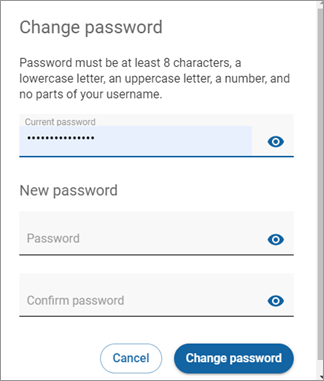 Change password
Password must be at least 8 characters, a
lowercase letter, an uppercase letter, a number, and
no parts of your username.
Current password
•••••••••••••••
New password
Password
Confirm password
Cancel Change password